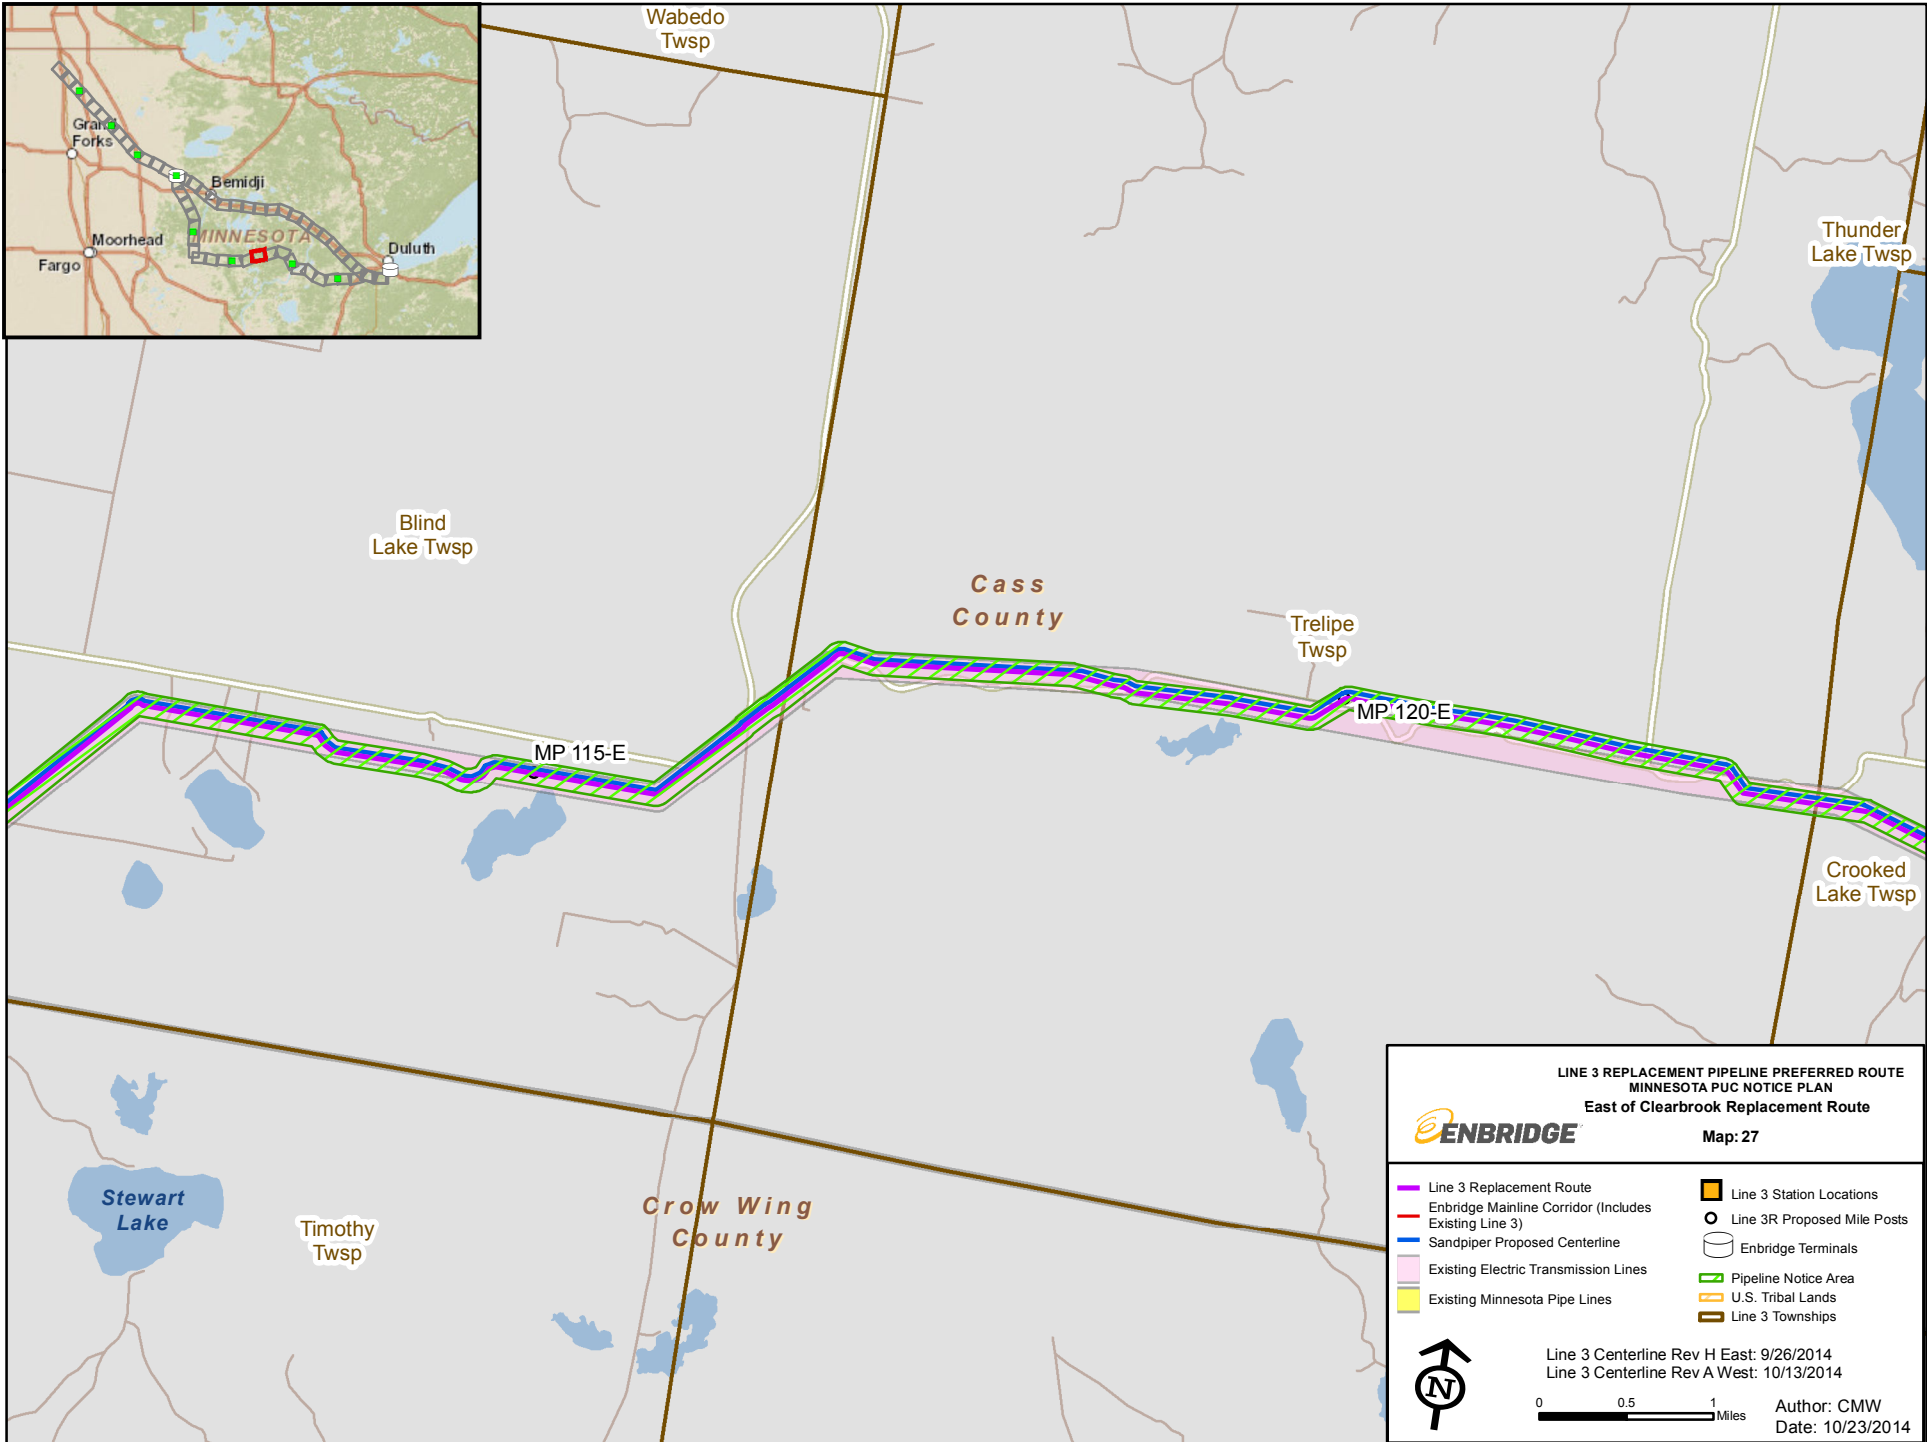 Wabedo
Twsp
Grand
Forks
Bemidji
MINNESOTA
Moorhead
Fargo
Duluth
Thunder
Lake Twsp
Blind
Lake Twsp
Cass
County
Trelipe
Twsp
MP 120-E
MP 115-E
Crooked
Lake Twsp
Stewart
Lake
Timothy
Twsp
Crow Wing
County
LINE 3 REPLACEMENT PIPELINE PREFERRED ROUTE
MINNESOTA PUC NOTICE PLAN
East of Clearbrook Replacement Route
ENBRIDGE
Map: 27
Line 3 Replacement Route
Enbridge Mainline Corridor (Includes
Existing Line 3)
Sandpiper Proposed Centerline
Existing Electric Transmission Lines
Existing Minnesota Pipe Lines
Line 3 Station Locations
Line 3R Proposed Mile Posts
Enbridge Terminals
Pipeline Notice Area
U.S. Tribal Lands
Line 3 Townships
N
Line 3 Centerline Rev H East: 9/26/2014
Line 3 Centerline Rev A West: 10/13/2014
0 0.5 1
Miles
Author: CMW
Date: 10/23/2014